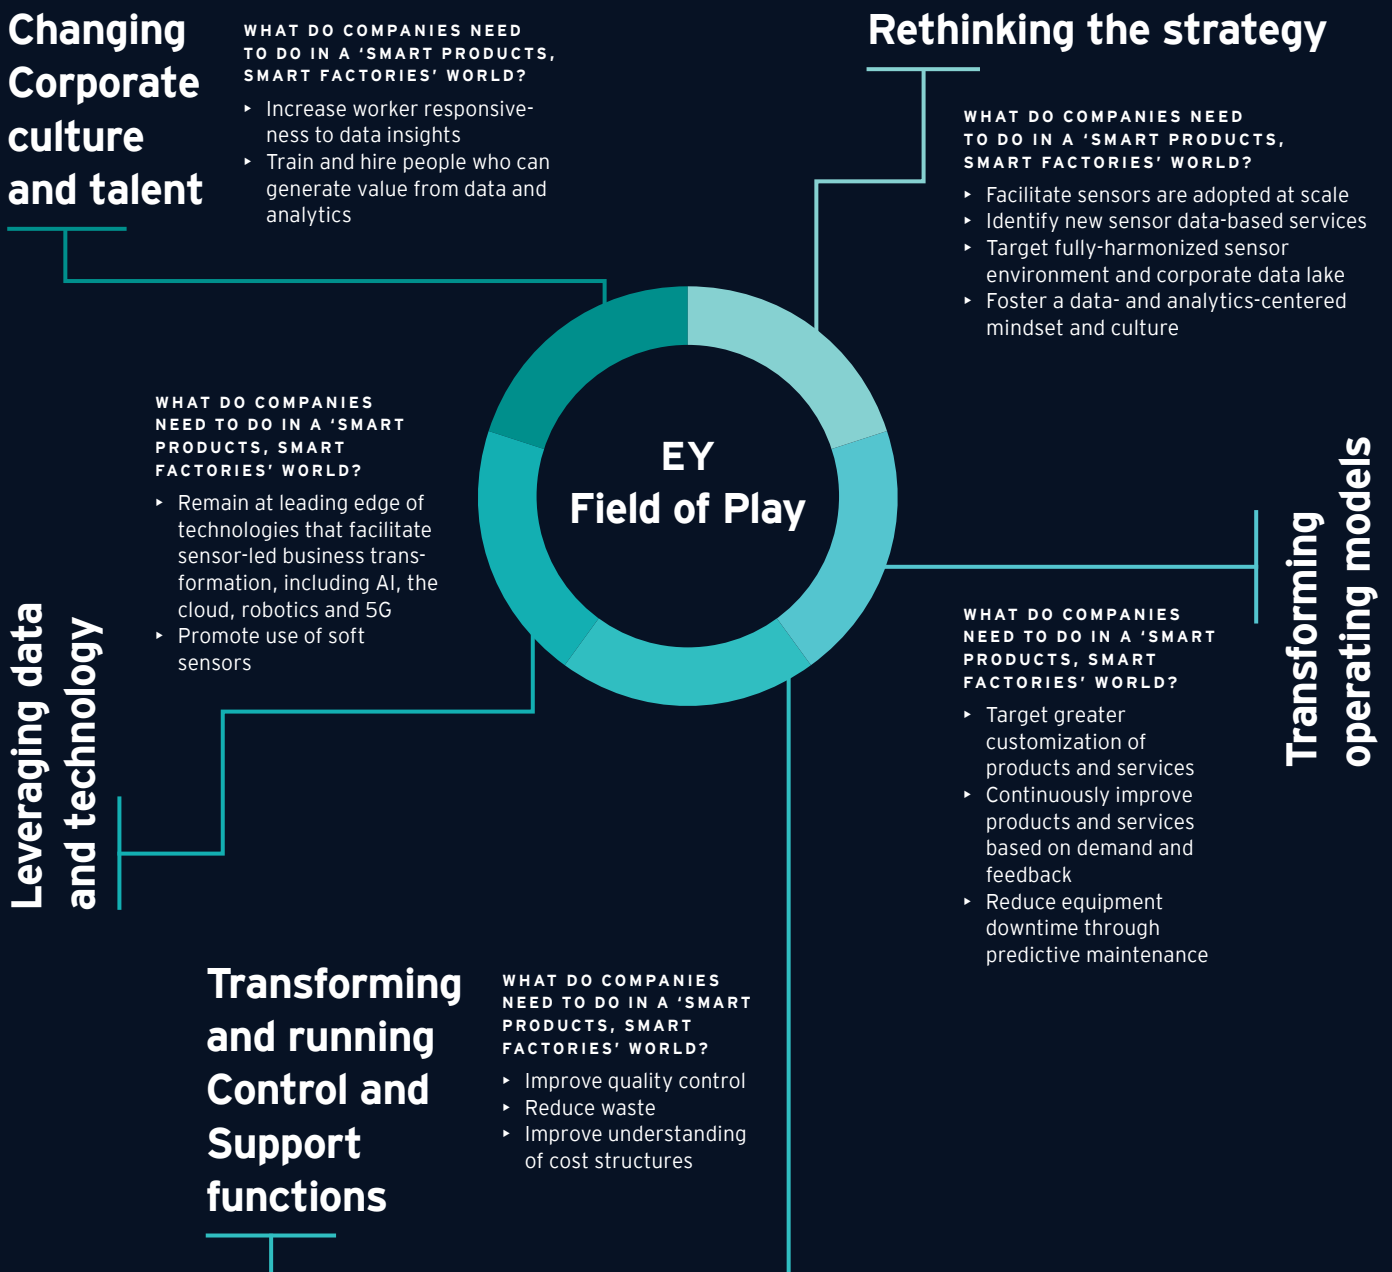 Changing
Corporate
culture
and talent
WHAT DO COMPANIES NEED
TO DO IN A ‘SMART PRODUCTS,
SMART FACTORIES’ WORLD?
‣ Increase worker responsive-
ness to data insights
‣ Train and hire people who can
generate value from data and
analytics
Rethinking the strategy
WHAT DO COMPANIES NEED
TO DO IN A ‘SMART PRODUCTS,
SMART FACTORIES’ WORLD?
‣ Facilitate sensors are adopted at scale
‣ Identify new sensor data-based services
‣ Target fully-harmonized sensor
environment and corporate data lake
‣ Foster a data- and analytics-centered
mindset and culture
EY
Field of Play
Leveraging data
and technology
WHAT DO COMPANIES
NEED TO DO IN A ‘SMART
PRODUCTS, SMART
FACTORIES’ WORLD?
‣ Remain at leading edge of
technologies that facilitate
sensor-led business trans-
formation, including AI, the
cloud, robotics and 5G
‣ Promote use of soft
sensors
Transforming
operating models
WHAT DO COMPANIES
NEED TO DO IN A ‘SMART
PRODUCTS, SMART
FACTORIES’ WORLD?
‣ Target greater
customization of
products and services
‣ Continuously improve
products and services
based on demand and
feedback
‣ Reduce equipment
downtime through
predictive maintenance
Transforming
and running
Control and
Support
functions
WHAT DO COMPANIES
NEED TO DO IN A ‘SMART
PRODUCTS, SMART
FACTORIES’ WORLD?
‣ Improve quality control
‣ Reduce waste
‣ Improve understanding
of cost structures